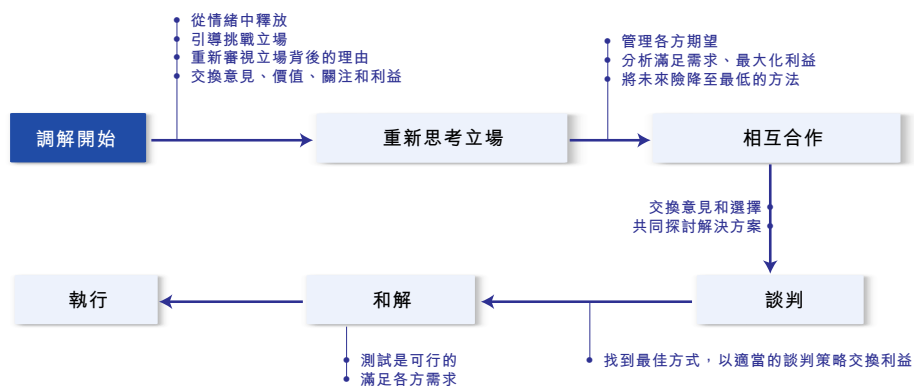 從情緒中釋放
引導挑戰立場
重新審視立場背後的理由
交換意見、價值、關注和利益
管理各方期望
分析滿足需求、最大化利益
將未來險降至最低的方法
調解開始
重新思考立場
相互合作
交換意見和選擇
共同探討解決方案
執行
和解
談判
測試是可行的
滿足各方需求
找到最佳方式，以適當的談判策略交換利益